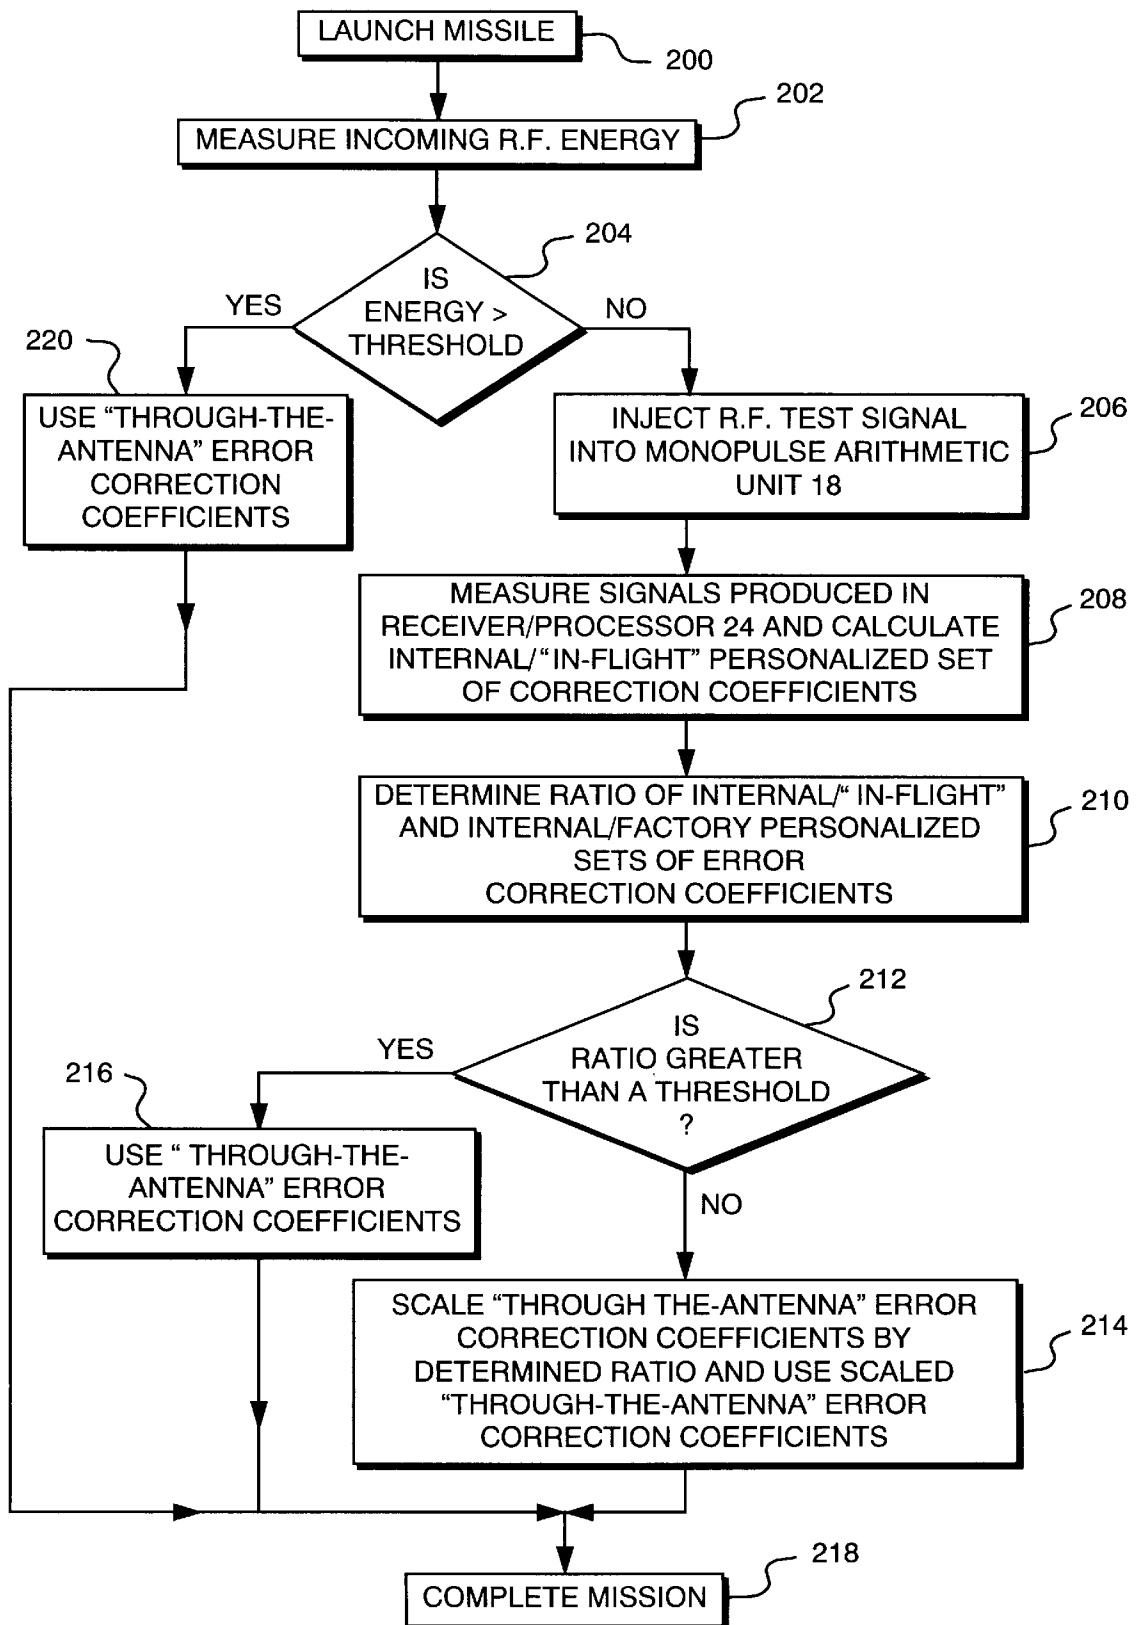 LAUNCH MISSILE
200
202
MEASURE INCOMING R.F. ENERGY
204
IS
ENERGY >
THRESHOLD
YES
NO
220
USE “THROUGH-THE-
ANTENNA” ERROR
CORRECTION
COEFFICIENTS
INJECT R.F. TEST SIGNAL
INTO MONOPULSE ARITHMETIC
UNIT 18
206
MEASURE SIGNALS PRODUCED IN
RECEIVER/PROCESSOR 24 AND CALCULATE
INTERNAL/“IN-FLIGHT” PERSONALIZED SET
OF CORRECTION COEFFICIENTS
208
DETERMINE RATIO OF INTERNAL/“ IN-FLIGHT”
AND INTERNAL/FACTORY PERSONALIZED
SETS OF ERROR
CORRECTION COEFFICIENTS
210
212
IS
RATIO GREATER
THAN A THRESHOLD
?
YES
NO
216
USE “ THROUGH-THE-
ANTENNA” ERROR
CORRECTION COEFFICIENTS
SCALE “THROUGH THE-ANTENNA” ERROR
CORRECTION COEFFICIENTS BY
DETERMINED RATIO AND USE SCALED
“THROUGH-THE-ANTENNA” ERROR
CORRECTION COEFFICIENTS
214
218
COMPLETE MISSION